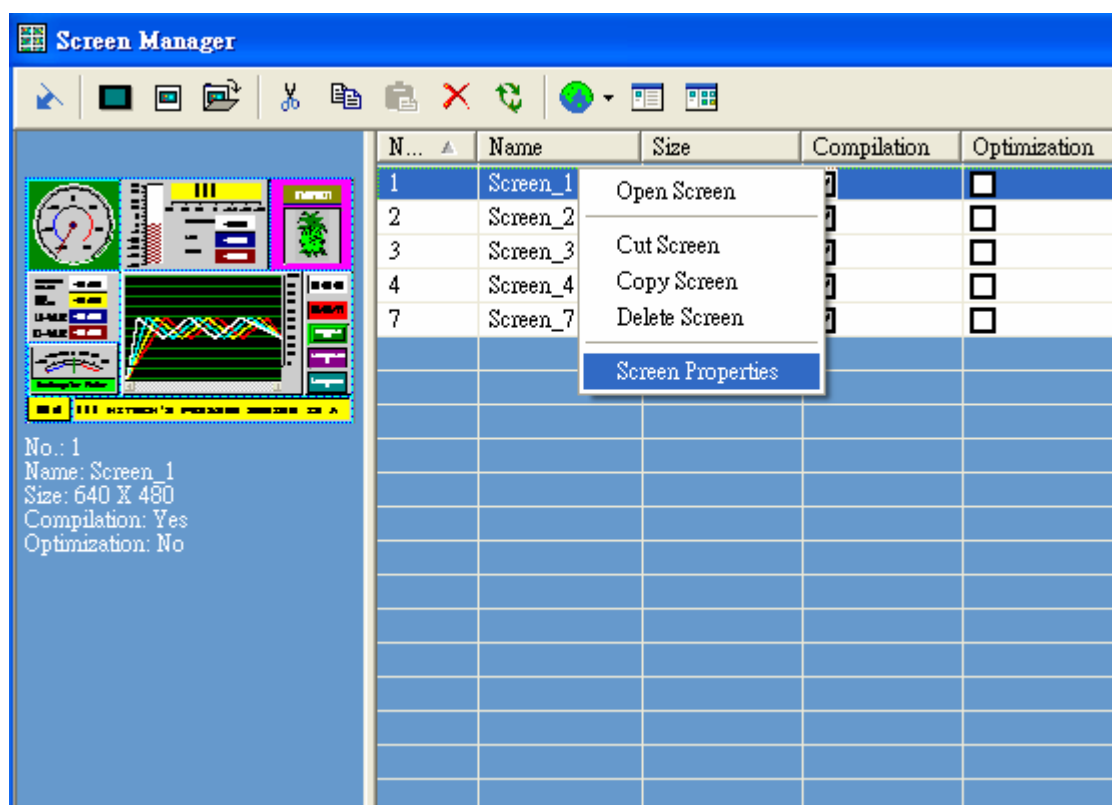 Screen Manager
N... Name Size Compilation Optimization
1 Screen_1
2 Screen_2
3 Screen_3
4 Screen_4
7 Screen_7
Open Screen
Cut Screen
Copy Screen
Delete Screen
Screen Properties
No.: 1
Name: Screen_1
Size: 640 X 480
Compilation: Yes
Optimization: No